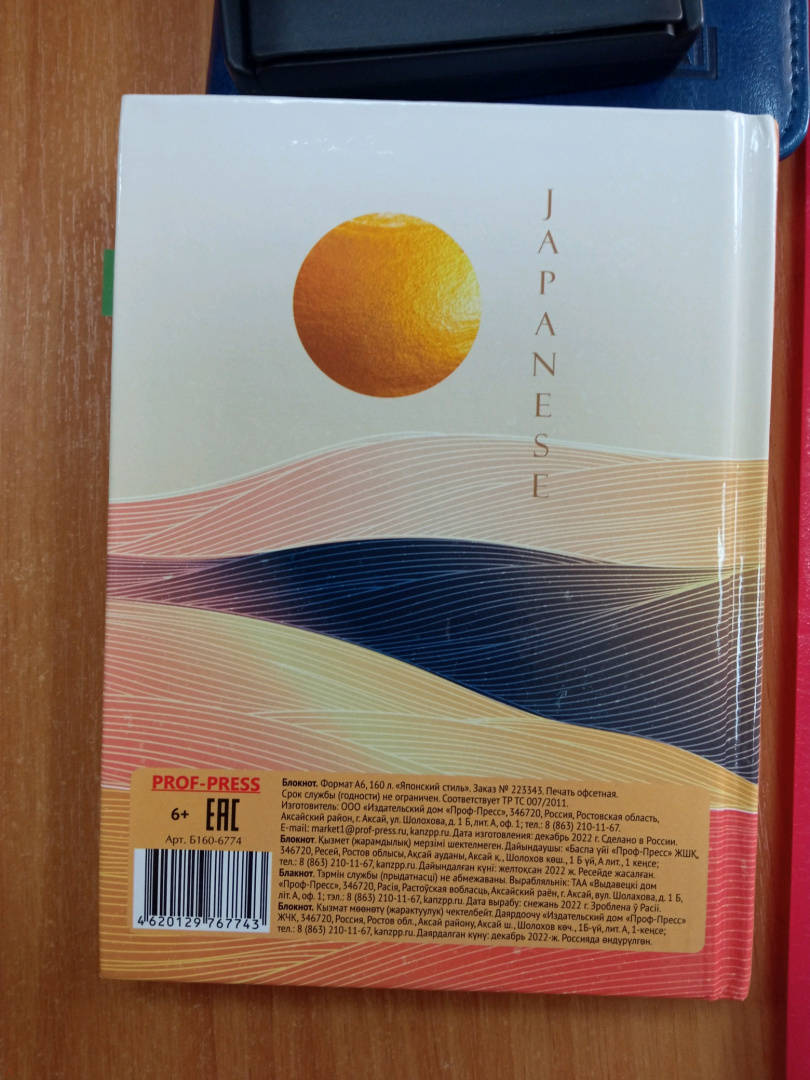 JAPANESE
PROF-PRESS
6+ EAC
Арт. Б160-6774
4 620129 767743
Блокнот. Формат А6, 160 л. «Японский стиль». Заказ № 223343. Печать офсетная.
Срок службы (годности) не ограничен. Соответствует ТР ТС 007/2011.
Изготовитель: ООО «Издательский дом «Проф-Пресс», 346720, Россия, Ростовская область,
Аксайский район, г. Аксай, ул. Шолохова, д. 1 Б, лит. А, оф. 1; тел.: 8 (863) 210-11-67.
E-mail: market1@prof-press.ru, kanzpp.ru. Дата изготовления: декабрь 2022 г. Сделано в России.
Блокнот. Қызмет (жарамдылық) мерзімі шектелмеген. Дайындаушы: «Баспа үйі «Проф-Пресс» ЖШҚ,
346720, Ресей, Ростов облысы, Ақсай ауданы, Аксай қ., Шолохов көш., 1 Б үй, А лит., 1 кеңсе;
тел.: 8 (863) 210-11-67, kanzpp.ru. Дайындалған күні: желтоқсан 2022 ж. Ресейде жасалған.
Блакнот. Тэрмін службы (прыдатнасці) не абмежаваны. Вырабляльнік: ТАА «Выдавецкі дом
«Проф-Пресс», 346720, Расія, Растоўская вобласць, Аксайский раён, г. Аксай, вул. Шолахава, д. 1 Б,
літ. А, оф. 1; тэл.: 8 (863) 210-11-67, kanzpp.ru. Дата вырабу: снежань 2022 г. Зроблена ў Расіі.
Блокнот. Кызмат мөөнөтү (жарактуулук) чектелбейт. Даярдоочу «Издательский дом «Проф-Пресс»
ЖЧК, 346720, Россия, Ростов обл., Аксай району, Аксай ш., Шолохов көч., 1Б-үй, лит. А, 1-кеңсе;
тел.: 8 (863) 210-11-67, kanzpp.ru. Даярдалган күнү: декабрь 2022-ж. Россияда өндүрүлгөн.